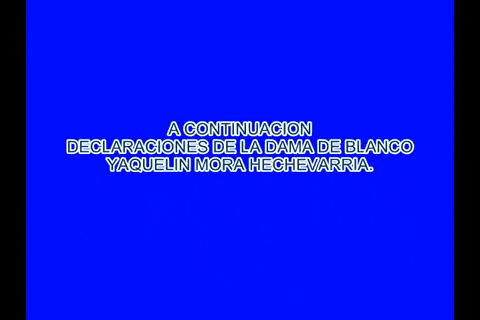 A CONTINUACION
DECLARACIONES DE LA DAMA DE BLANCO
YAQUELIN MORA HECHEVARRIA.